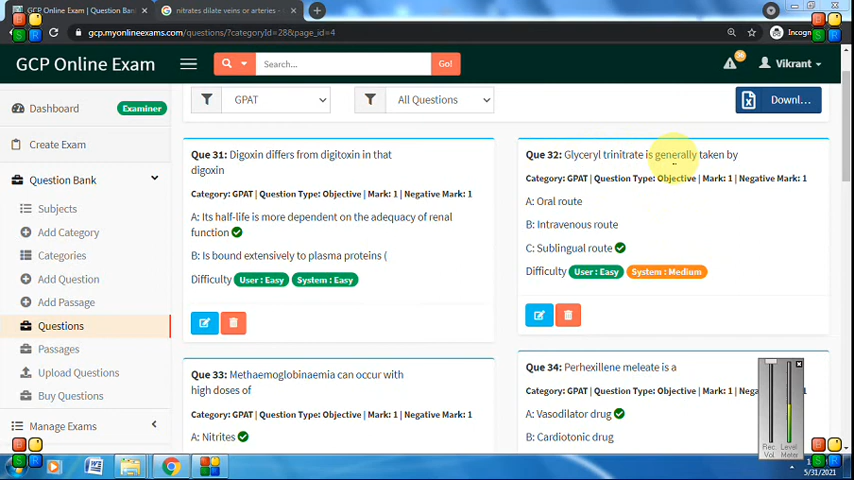 GCP Online Exam | Question Bank
nitrates dilate veins or arteries -
gcp.myonlineexams.com/questions/?categoryId=28&page_id=4
Incogn
GCP Online Exam
Search...
Go!
Vikrant
Dashboard
Examiner
Create Exam
Question Bank
Subjects
Add Category
Categories
Add Question
Add Passage
Questions
Passages
Upload Questions
Buy Questions
Manage Exams
GPAT
All Questions
Downl...
Que 31: Digoxin differs from digitoxin in that
digoxin
Category: GPAT | Question Type: Objective | Mark: 1 | Negative Mark: 1
A: Its half-life is more dependent on the adequacy of renal
function
B: Is bound extensively to plasma proteins (
Difficulty User : Easy System : Easy
Que 32: Glyceryl trinitrate is generally taken by
Category: GPAT | Question Type: Objective | Mark: 1 | Negative Mark: 1
A: Oral route
B: Intravenous route
C: Sublingual route
Difficulty User : Easy System : Medium
Que 33: Methaemoglobinaemia can occur with
high doses of
Category: GPAT | Question Type: Objective | Mark: 1 | Negative Mark: 1
A: Nitrites
Que 34: Perhexillene meleate is a
Category: GPAT | Question Type: Objective | Mark: 1 | Nega : 1
A: Vasodilator drug
B: Cardiotonic drug
Rec. Vol
Level Meter
5/31/2021
B
S
R
B
S
R
B
S
R
B
S
R